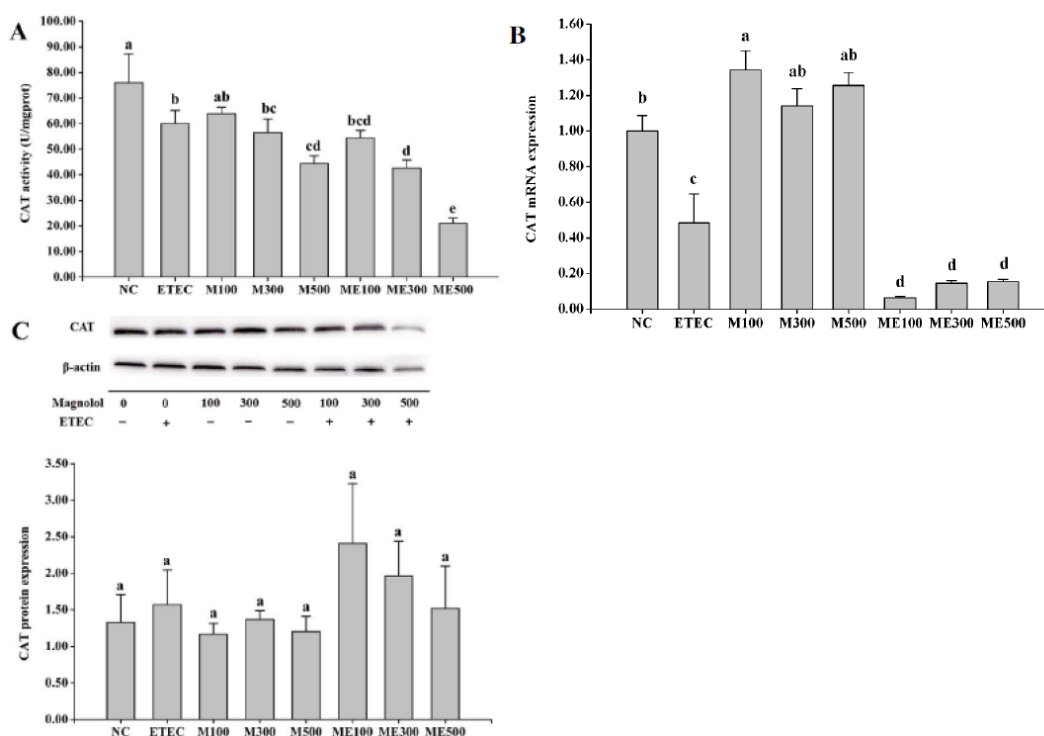 A
CAT activity (U/mgprot)
100.00
90.00
80.00
70.00
60.00
50.00
40.00
30.00
20.00
10.00
0.00
a
b
ab
bc
cd
bcd
d
e
NC ETEC M100 M300 M500 ME100 ME300 ME500
B
CAT mRNA expression
1.60
1.40
1.20
1.00
0.80
0.60
0.40
0.20
0.00
b
c
a
ab
ab
d
d
d
NC ETEC M100 M300 M500 ME100 ME300 ME500
C
CAT
β-actin
Magnolol 0 0 100 300 500 100 300 500
ETEC – + – – – + + +
CAT protein expression
3.50
3.00
2.50
2.00
1.50
1.00
0.50
0.00
a
a
a
a
a
a
a
a
NC ETEC M100 M300 M500 ME100 ME300 ME500